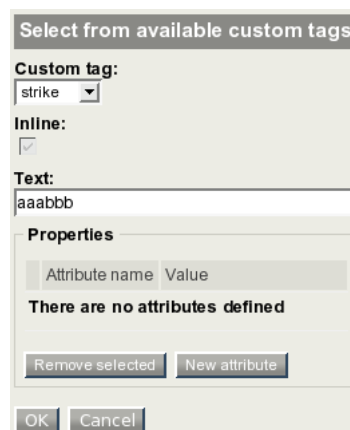 Select from available custom tags
Custom tag:
strike
Inline:
Text:
aaabbb
Properties
Attribute name Value
There are no attributes defined
Remove selected New attribute
OK Cancel